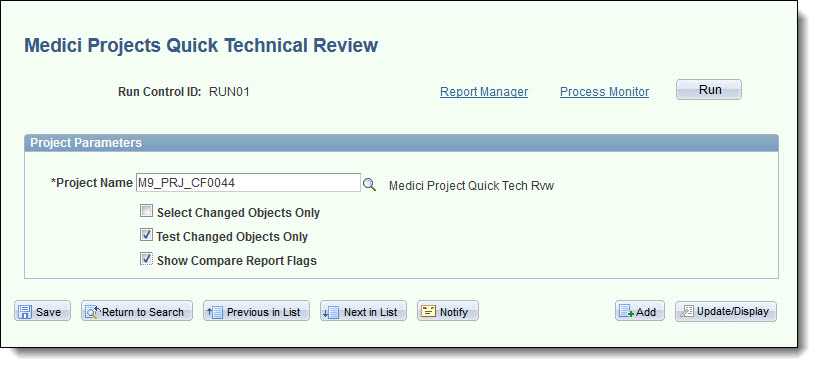 Medici Projects Quick Technical Review
Run Control ID: RUN01 Report Manager Process Monitor Run
Project Parameters
*Project Name M9_PRJ_CF0044 Medici Project Quick Tech Rvw
Select Changed Objects Only
Test Changed Objects Only
Show Compare Report Flags
Save Return to Search Previous in List Next in List Notify Add Update/Display